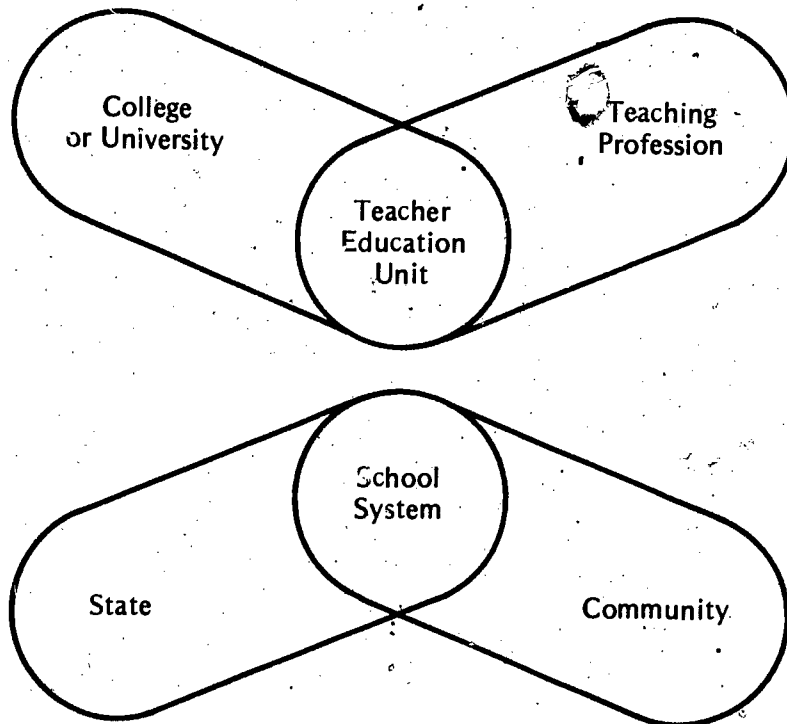 College
or University
Teaching
Profession
Teacher
Education
Unit
School
System
State
Community